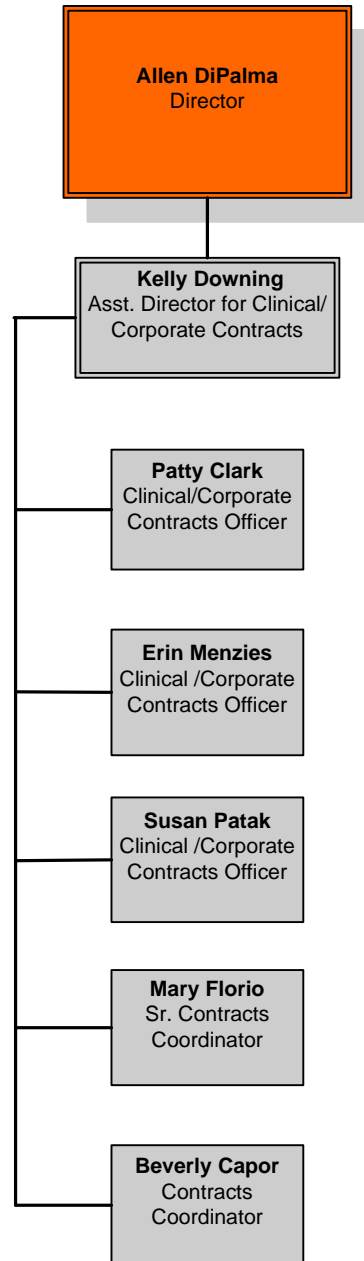 Allen DiPalma
Director
Kelly Downing
Asst. Director for Clinical/
Corporate Contracts
Patty Clark
Clinical/Corporate
Contracts Officer
Erin Menzies
Clinical /Corporate
Contracts Officer
Susan Patak
Clinical /Corporate
Contracts Officer
Mary Florio
Sr. Contracts
Coordinator
Beverly Capor
Contracts
Coordinator